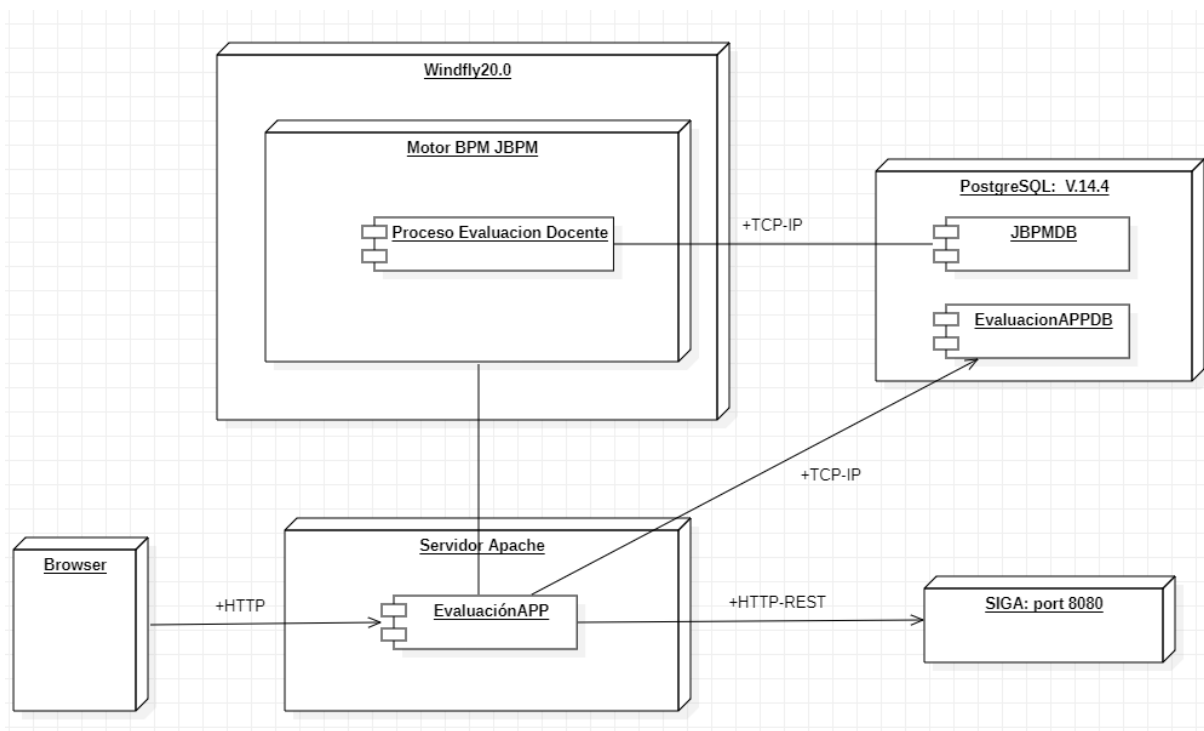 Windfly20.0
Motor BPM JBPM
Proceso Evaluacion Docente
+TCP-IP
PostgreSQL: V.14.4
JBPMDB
EvaluacionAPPDB
+TCP-IP
Browser
+HTTP
Servidor Apache
EvaluaciónAPP
+HTTP-REST
SIGA: port 8080